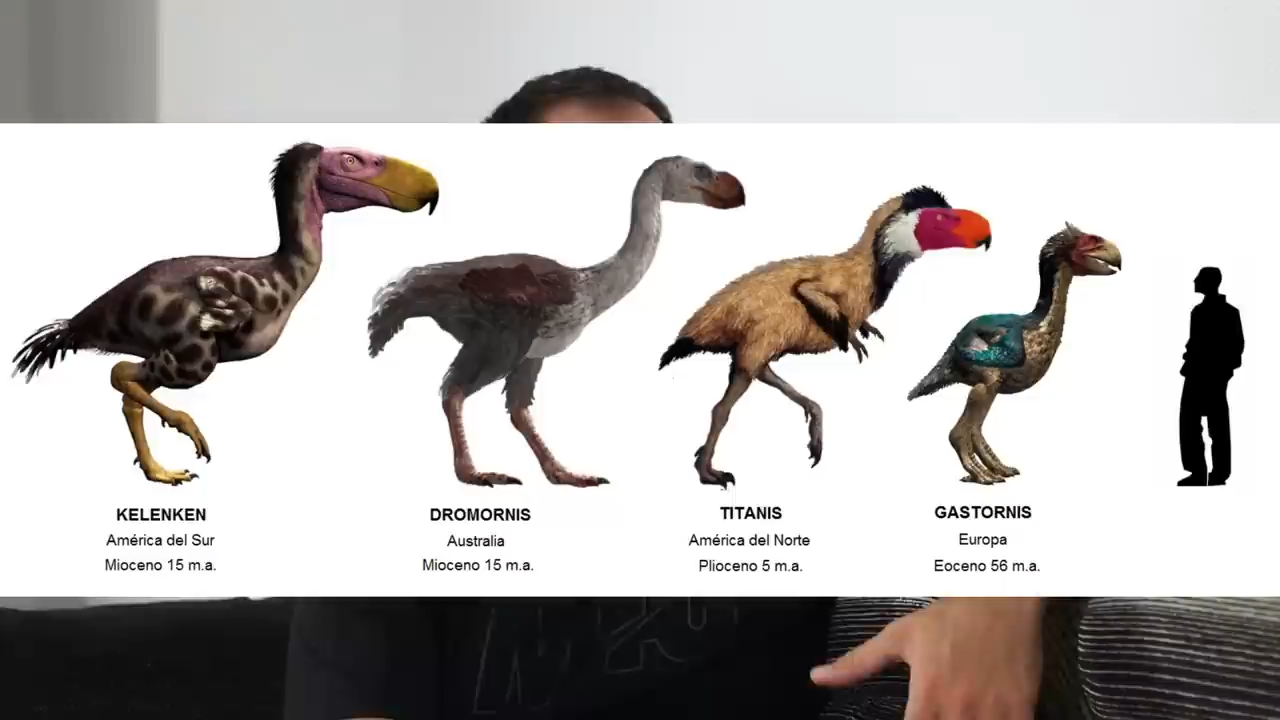 KELENKEN
América del Sur
Mioceno 15 m.a.
DROMORNIS
Australia
Mioceno 15 m.a.
TITANIS
América del Norte
Plioceno 5 m.a.
GASTORNIS
Europa
Eoceno 56 m.a.